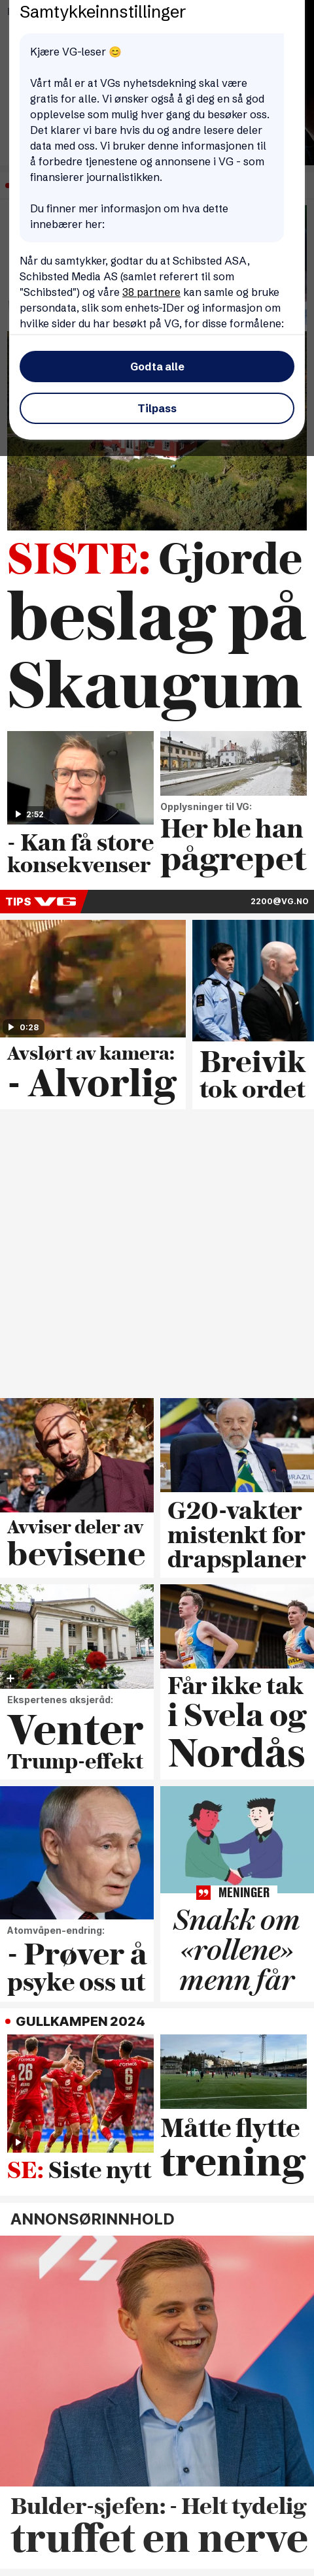 Samtykkeinnstillinger
Kjære VG-leser 😊
Vårt mål er at VGs nyhetsdekning skal være
gratis for alle. Vi ønsker også å gi deg en så god
opplevelse som mulig hver gang du besøker oss.
Det klarer vi bare hvis du og andre lesere deler
data med oss. Vi bruker denne informasjonen til
å forbedre tjenestene og annonsene i VG - som
finansierer journalistikken.
Du finner mer informasjon om hva dette
innebærer her:
Når du samtykker, godtar du at Schibsted ASA,
Schibsted Media AS (samlet referert til som
"Schibsted") og våre 38 partnere kan samle og bruke
persondata, slik som enhets-IDer og informasjon om
hvilke sider du har besøkt på VG, for disse formålene:
Godta alle
Tilpass
SISTE: Gjorde
beslag på
Skaugum
2:52
- Kan få store
konsekvenser
Opplysninger til VG:
Her ble han
pågrepet
TIPS VG
2200@VG.NO
0:28
Avslørt av kamera:
- Alvorlig
Breivik
tok ordet
Avviser deler av
bevisene
BRAZIL
G20-vakter
mistenkt for
drapsplaner
Ekspertenes aksjeråd:
Venter
Trump-effekt
Får ikke tak
i Svela og
Nordås
Atomvåpen-endring:
- Prøver å
psyke oss ut
MENINGER
Snakk om
«rollene»
menn får
GULLKAMPEN 2024
26
6
SE: Siste nytt
Måtte flytte
trening
ANNONSØRINNHOLD
Bulder-sjefen: - Helt tydelig
truffet en nerve